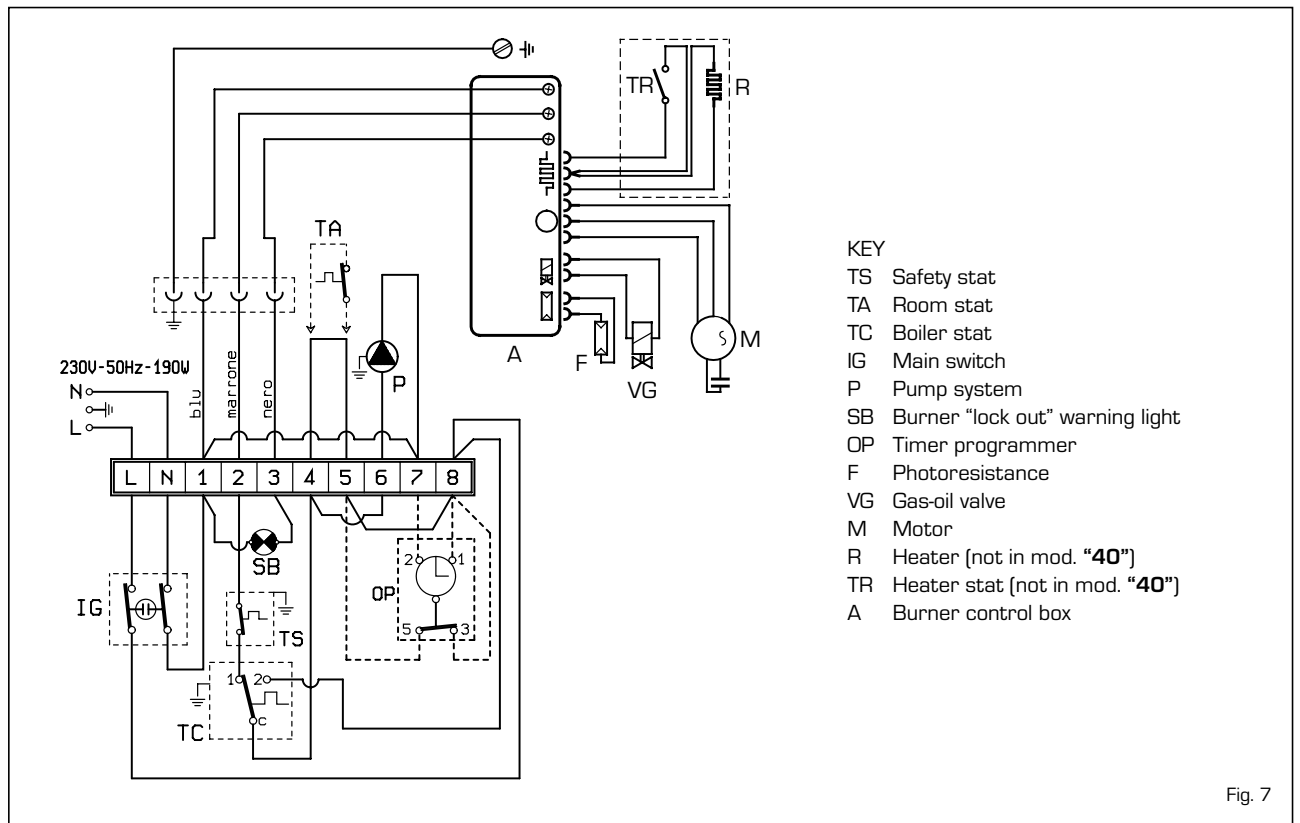 TR
R
A
F
VG
M
TA
P
230V-50Hz-190W
N
L
blu
marrone
nero
L N 1 2 3 4 5 6 7 8
SB
IG
TS
OP
2 1
5 3
1 2
C
TC
KEY
TS Safety stat
TA Room stat
TC Boiler stat
IG Main switch
P Pump system
SB Burner “lock out” warning light
OP Timer programmer
F Photoresistance
VG Gas-oil valve
M Motor
R Heater (not in mod. “40”)
TR Heater stat (not in mod. “40”)
A Burner control box
Fig. 7